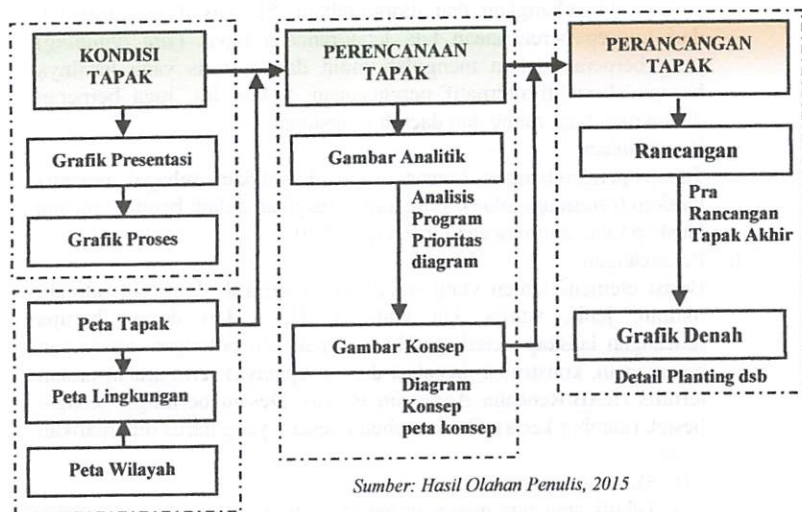 KONDISI
TAPAK
Grafik Presentasi
Grafik Proses
Peta Tapak
Peta Lingkungan
Peta Wilayah
PERENCANAAN
TAPAK
Gambar Analitik
Analisis
Program
Prioritas
diagram
Gambar Konsep
Diagram
Konsep
peta konsep
PERANCANGAN
TAPAK
Rancangan
Pra
Rancangan
Tapak Akhir
Grafik Denah
Detail Planting dsb
Sumber: Hasil Olahan Penulis, 2015